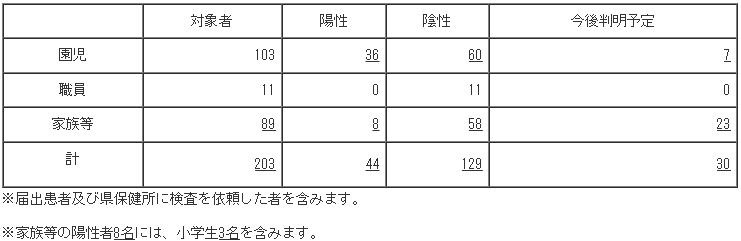 対象者 陽性 陰性 今後判明予定
園児 103 36 60 7
職員 11 0 11 0
家族等 89 8 58 23
計 203 44 129 30
※届出患者及び県保健所に検査を依頼した者を含みます。
※家族等の陽性者8名には、小学生3名を含みます。